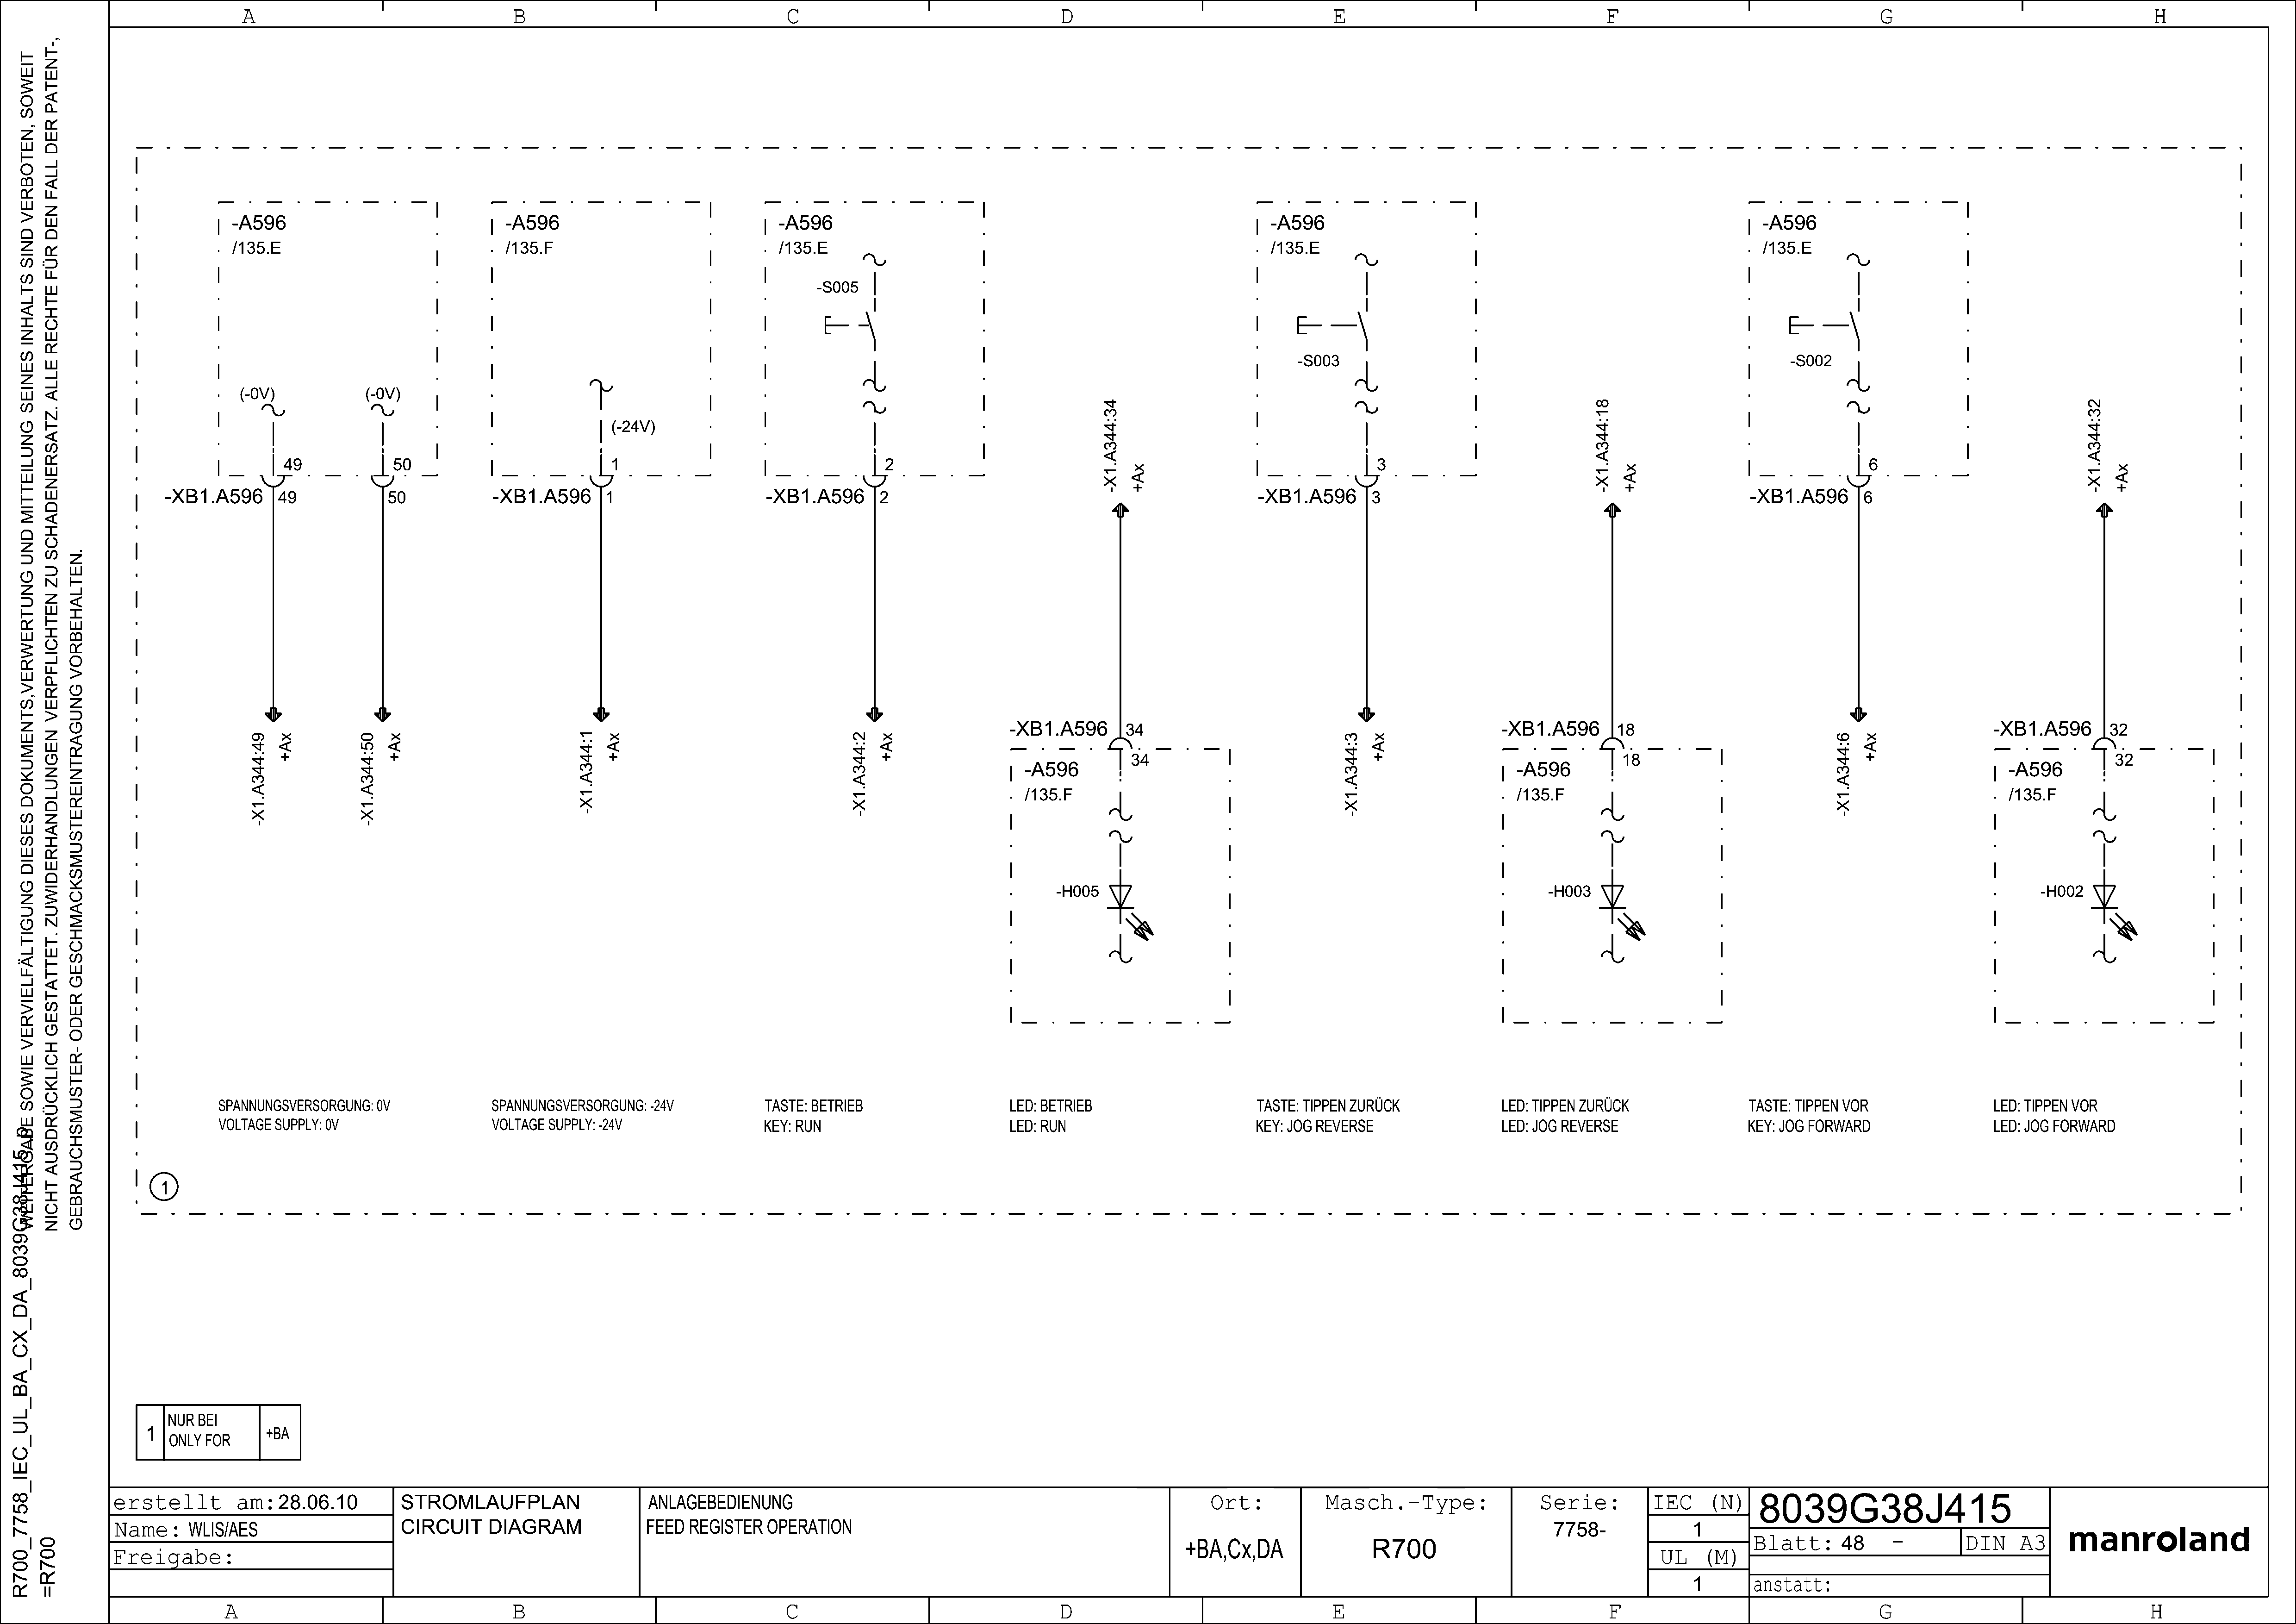 A B C D E F G H
WEITERGABE SOWIE VERVIELFÄLTIGUNG DIESES DOKUMENTS,VERWERTUNG UND MITTEILUNG SEINES INHALTS SIND VERBOTEN, SOWEIT
NICHT AUSDRÜCKLICH GESTATTET. ZUWIDERHANDLUNGEN VERPFLICHTEN ZU SCHADENERSATZ. ALLE RECHTE FÜR DEN FALL DER PATENT-,
GEBRAUCHSMUSTER- ODER GESCHMACKSMUSTEREINTRAGUNG VORBEHALTEN.
R700_7758_IEC_UL_BA_CX_DA_8039G38J415_p
=R700
-A596 -A596 -A596 -A596 -A596
/135.E /135.F /135.E /135.E /135.E
-S005
-S003 -S002
(-0V) (-0V)
(-24V)
49 50 1 2 3 6
-XB1.A596 49 50 -XB1.A596 1 -XB1.A596 2 -XB1.A596 3 -XB1.A596 6
-X1.A344:34
+Ax
-X1.A344:18
+Ax
-X1.A344:32
+Ax
-X1.A344:49
+Ax
-X1.A344:50
+Ax
-X1.A344:1
+Ax
-X1.A344:2
+Ax
-X1.A344:3
+Ax
-X1.A344:6
+Ax
-XB1.A596 34 -XB1.A596 18 -XB1.A596 32
34 18 32
-A596 -A596 -A596
/135.F /135.F /135.F
-H005 -H003 -H002
SPANNUNGSVERSORGUNG: 0V
VOLTAGE SUPPLY: 0V
SPANNUNGSVERSORGUNG: -24V
VOLTAGE SUPPLY: -24V
TASTE: BETRIEB
KEY: RUN
LED: BETRIEB
LED: RUN
TASTE: TIPPEN ZURÜCK
KEY: JOG REVERSE
LED: TIPPEN ZURÜCK
LED: JOG REVERSE
TASTE: TIPPEN VOR
KEY: JOG FORWARD
LED: TIPPEN VOR
LED: JOG FORWARD
1
1 NUR BEI
ONLY FOR +BA
erstellt am: 28.06.10
Name: WLIS/AES
Freigabe:
STROMLAUFPLAN
CIRCUIT DIAGRAM
ANLAGEBEDIENUNG
FEED REGISTER OPERATION
Ort:
+BA,Cx,DA
Masch.-Type:
R700
Serie:
7758-
IEC (N)
1
UL (M)
1
8039G38J415
Blatt: 48 - DIN A3
anstatt:
manroland
A B C D E F G H